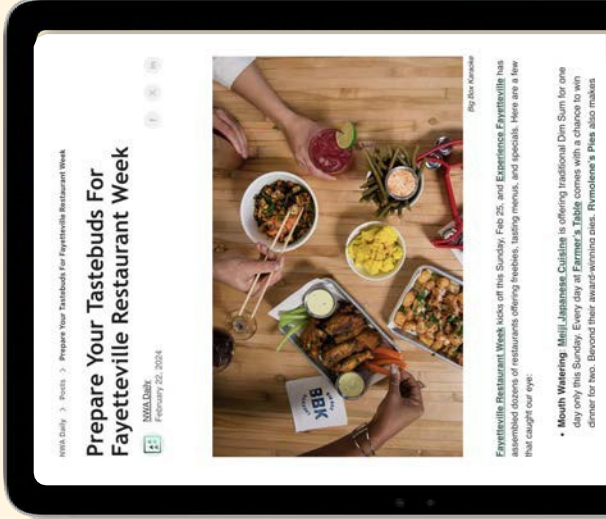 NWA Daily > Posts > Prepare Your Tastebuds For Fayetteville Restaurant Week
Prepare Your Tastebuds For
Fayetteville Restaurant Week
NWA Daily
February 22, 2024
f X in
BBK
Big Box Karaoke
Fayetteville Restaurant Week kicks off this Sunday, Feb 25, and Experience Fayetteville has
assembled dozens of restaurants offering freebies, tasting menus, and specials. Here are a few
that caught our eye:
• Mouth Watering: Meiji Japanese Cuisine is offering traditional Dim Sum for one
day only this Sunday. Every day at Farmer's Table comes with a chance to win
dinner for two. Beyond their award-winning pies, Rymolene's Pies also makes